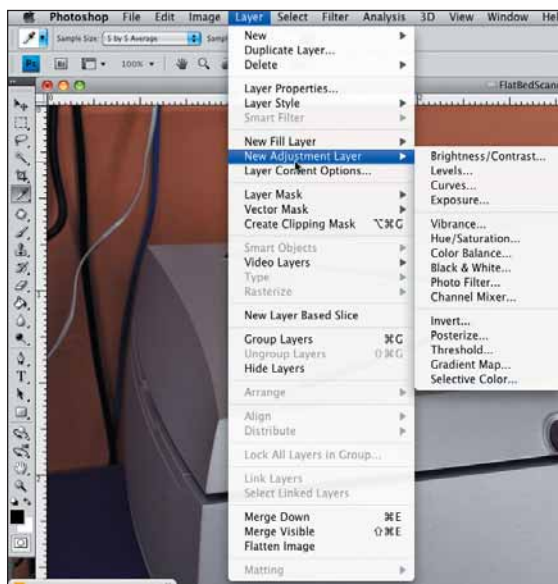 Photoshop File Edit Image Layer Select Filter Analysis 3D View Window Hel
Sample Size: 5 by 5 Average Sampl
Ps Br 100%
FlatBedScan
New
Duplicate Layer...
Delete
Layer Properties...
Layer Style
Smart Filter
New Fill Layer
New Adjustment Layer
Layer Content Options...
Layer Mask
Vector Mask
Create Clipping Mask ⌥⌘G
Smart Objects
Video Layers
Type
Rasterize
New Layer Based Slice
Group Layers ⌘G
Ungroup Layers ⇧⌘G
Hide Layers
Arrange
Align
Distribute
Lock All Layers in Group...
Link Layers
Select Linked Layers
Merge Down ⌘E
Merge Visible ⇧⌘E
Flatten Image
Matting
Brightness/Contrast...
Levels...
Curves...
Exposure...
Vibrance...
Hue/Saturation...
Color Balance...
Black & White...
Photo Filter...
Channel Mixer...
Invert...
Posterize...
Threshold...
Gradient Map...
Selective Color...